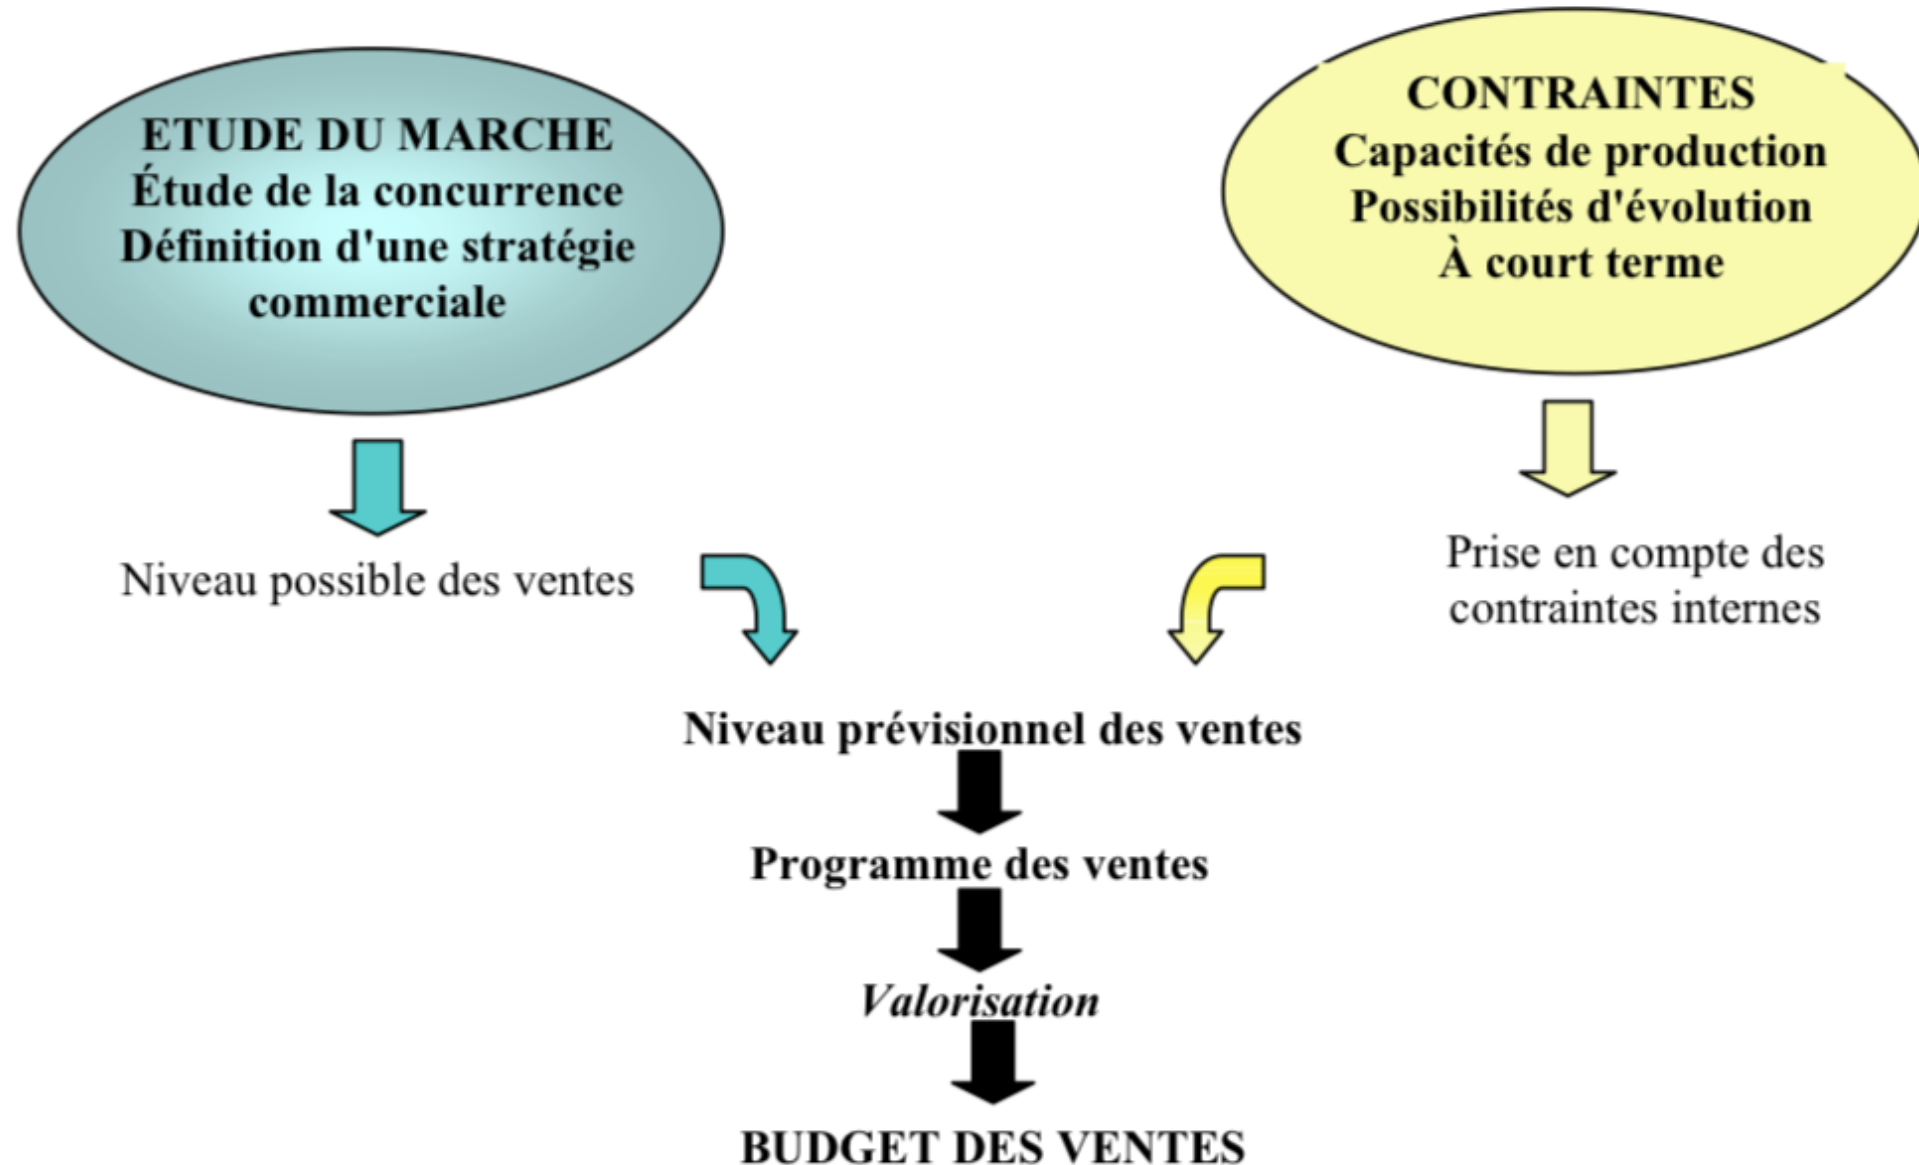 ETUDE DU MARCHE
Étude de la concurrence
Définition d'une stratégie
commerciale
CONTRAINTES
Capacités de production
Possibilités d'évolution
À court terme
Niveau possible des ventes
Prise en compte des
contraintes internes
Niveau prévisionnel des ventes
Programme des ventes
Valorisation
BUDGET DES VENTES